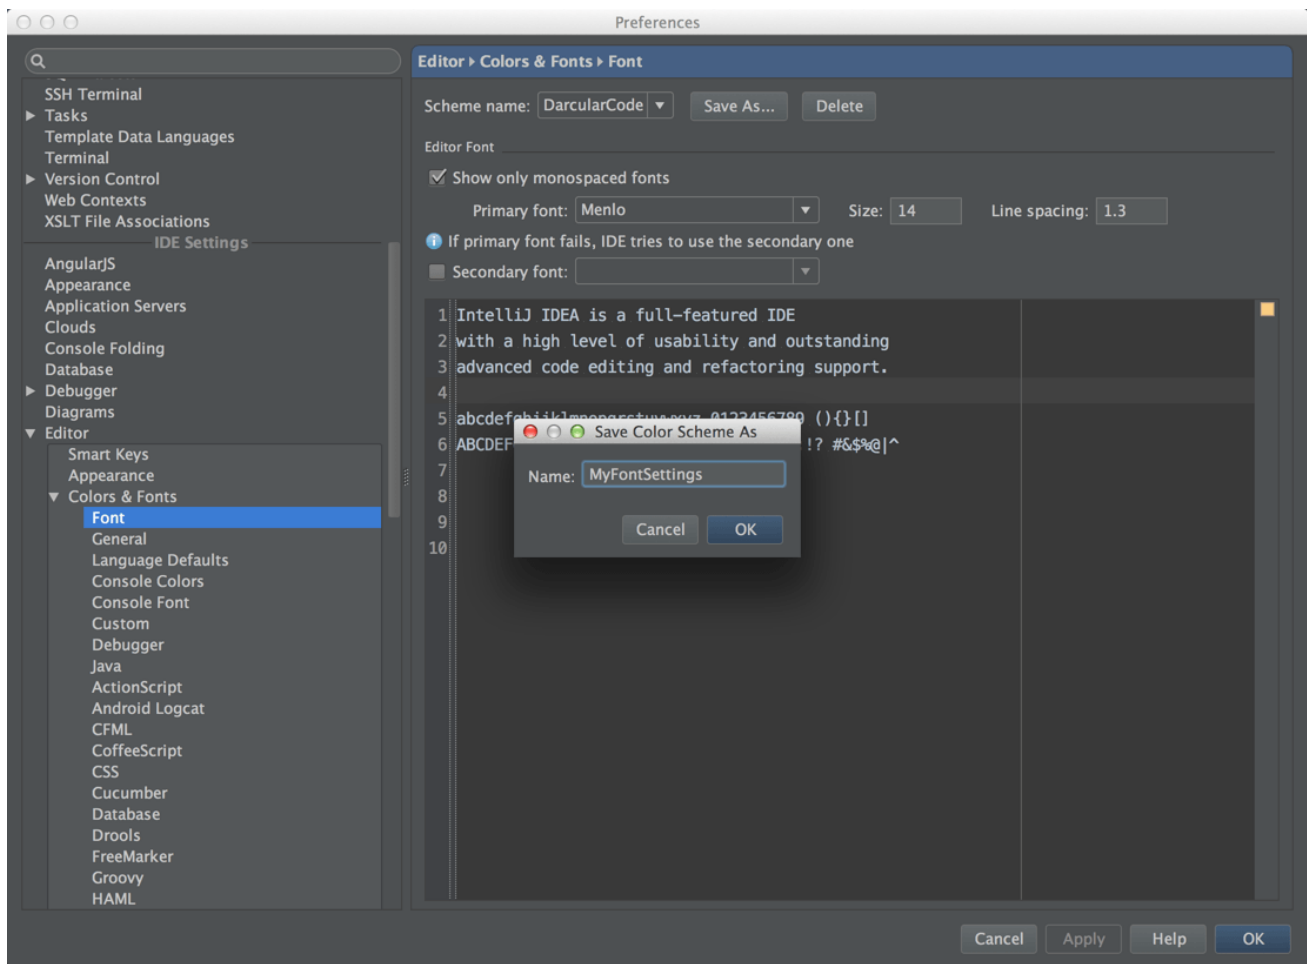 Preferences
SSH Terminal
Tasks
Template Data Languages
Terminal
Version Control
Web Contexts
XSLT File Associations
IDE Settings
AngularJS
Appearance
Application Servers
Clouds
Console Folding
Database
Debugger
Diagrams
Editor
Smart Keys
Appearance
Colors & Fonts
Font
General
Language Defaults
Console Colors
Console Font
Custom
Debugger
Java
ActionScript
Android Logcat
CFML
CoffeeScript
CSS
Cucumber
Database
Drools
FreeMarker
Groovy
HAML
Editor › Colors & Fonts › Font
Scheme name: DarcularCode Save As... Delete
Editor Font
Show only monospaced fonts
Primary font: Menlo Size: 14 Line spacing: 1.3
If primary font fails, IDE tries to use the secondary one
Secondary font:
1 IntelliJ IDEA is a full-featured IDE
2 with a high level of usability and outstanding
3 advanced code editing and refactoring support.
4
5 abcdefghijklmnopqrstuvwxyz 0123456789 (){}[]
6 ABCDEF !? #&$%@|^
7
8
9
10
Save Color Scheme As
Name: MyFontSettings
Cancel OK
Cancel Apply Help OK